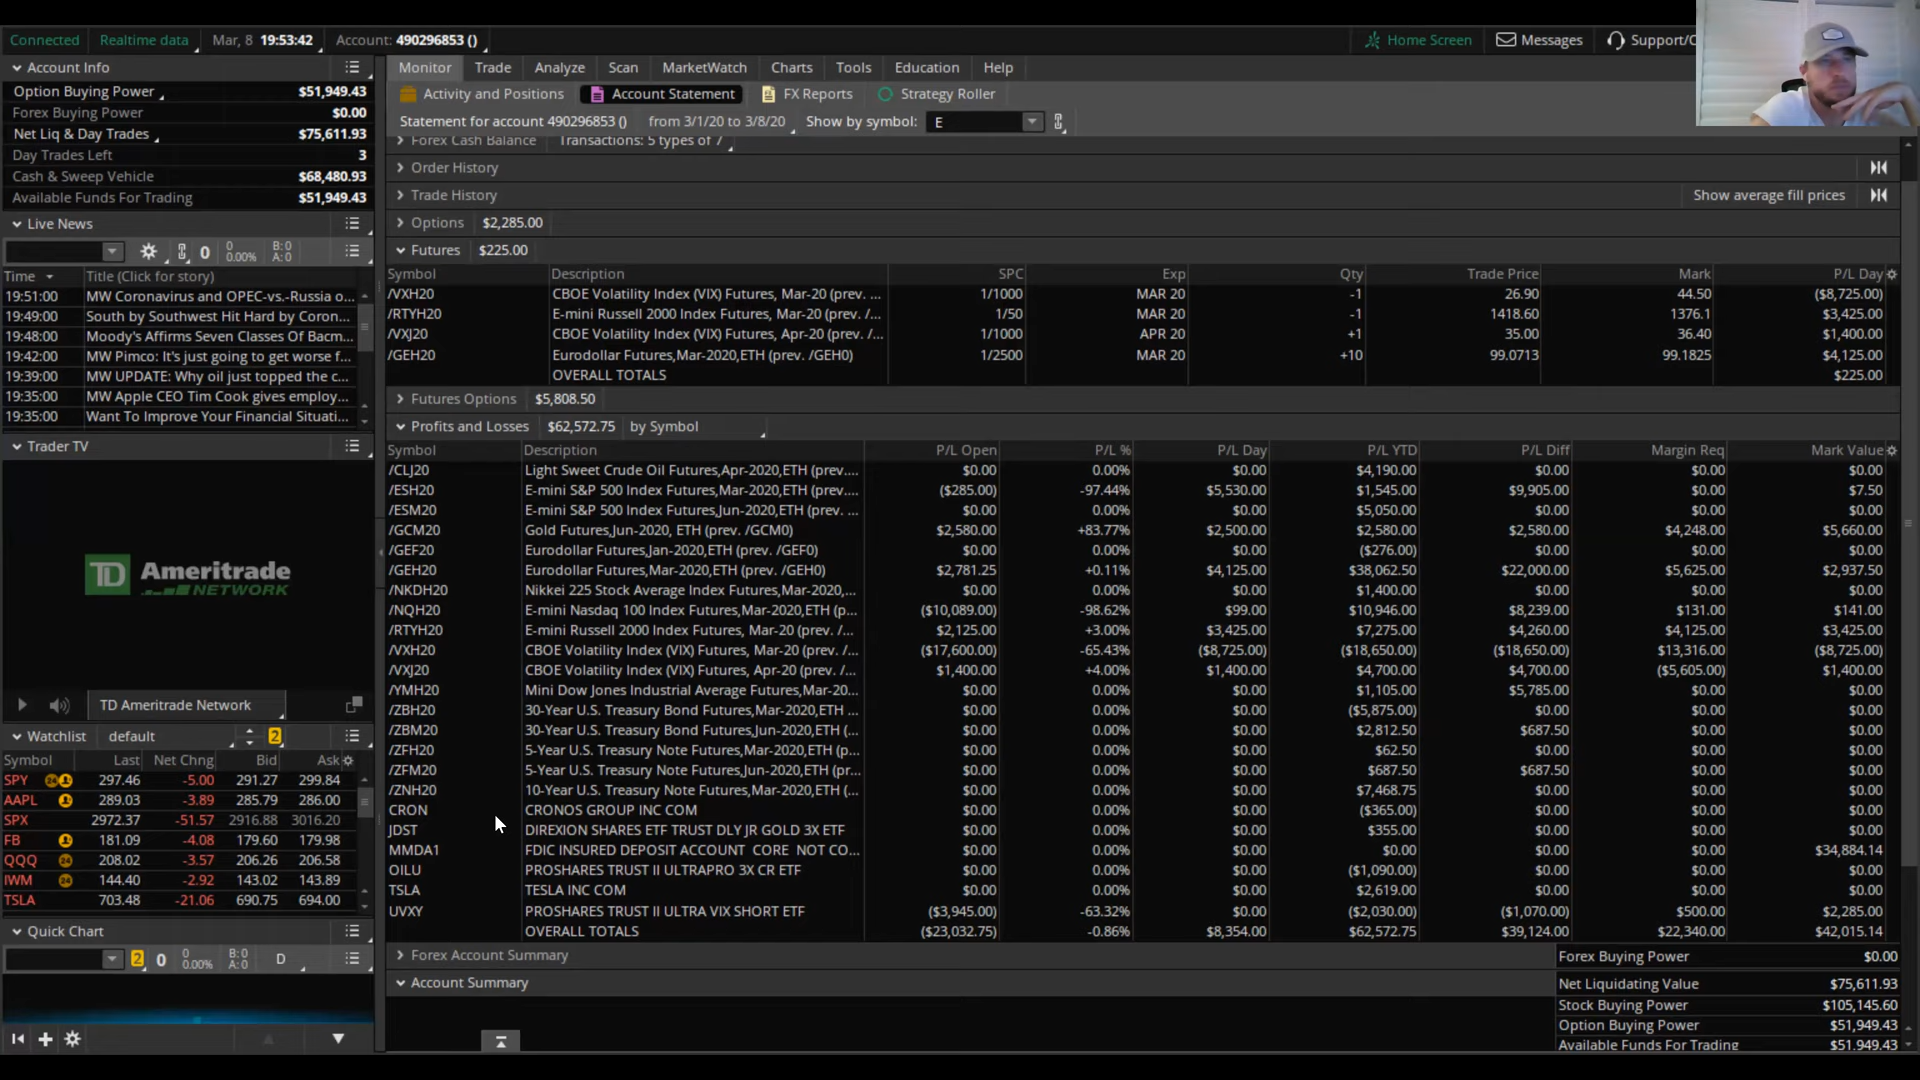 Connected Realtime data Mar, 8 19:53:42 Account: 490296853 () Home Screen Messages Support/C
Account Info
Option Buying Power $51,949.43
Forex Buying Power $0.00
Net Liq & Day Trades $75,611.93
Day Trades Left 3
Cash & Sweep Vehicle $68,480.93
Available Funds For Trading $51,949.43
Live News
0 0 0.00% B: 0 A: 0
Time Title (Click for story)
19:51:00 MW Coronavirus and OPEC-vs.-Russia o...
19:49:00 South by Southwest Hit Hard by Coron...
19:48:00 Moody's Affirms Seven Classes Of Bacm...
19:42:00 MW Pimco: It's just going to get worse f...
19:39:00 MW UPDATE: Why oil just topped the c...
19:35:00 MW Apple CEO Tim Cook gives employ...
19:35:00 Want To Improve Your Financial Situati...
Trader TV
TD Ameritrade
NETWORK
TD Ameritrade Network
Watchlist default 2
Symbol Last Net Chng Bid Ask
SPY 297.46 -5.00 291.27 299.84
AAPL 289.03 -3.89 285.79 286.00
SPX 2972.37 -51.57 2916.88 3016.20
FB 181.09 -4.08 179.60 179.98
QQQ 208.02 -3.57 206.26 206.58
IWM 144.40 -2.92 143.02 143.89
TSLA 703.48 -21.06 690.75 694.00
Quick Chart
2 0 0 0.00% B: 0 A: 0 D
Monitor Trade Analyze Scan MarketWatch Charts Tools Education Help
Activity and Positions Account Statement FX Reports Strategy Roller
Statement for account 490296853 () from 3/1/20 to 3/8/20 Show by symbol: E
Forex Cash Balance Transactions: 5 types of 7
Order History
Trade History Show average fill prices
Options $2,285.00
Futures $225.00
Symbol Description SPC Exp Qty Trade Price Mark P/L Day
/VXH20 CBOE Volatility Index (VIX) Futures, Mar-20 (prev. ... 1/1000 MAR 20 -1 26.90 44.50 ($8,725.00)
/RTYH20 E-mini Russell 2000 Index Futures, Mar-20 (prev. /... 1/50 MAR 20 -1 1418.60 1376.1 $3,425.00
/VXJ20 CBOE Volatility Index (VIX) Futures, Apr-20 (prev. /... 1/1000 APR 20 +1 35.00 36.40 $1,400.00
/GEH20 Eurodollar Futures,Mar-2020,ETH (prev. /GEH0) 1/2500 MAR 20 +10 99.0713 99.1825 $4,125.00
OVERALL TOTALS $225.00
Futures Options $5,808.50
Profits and Losses $62,572.75 by Symbol
Symbol Description P/L Open P/L % P/L Day P/L YTD P/L Diff Margin Req Mark Value
/CLJ20 Light Sweet Crude Oil Futures,Apr-2020,ETH (prev.... $0.00 0.00% $0.00 $4,190.00 $0.00 $0.00 $0.00
/ESH20 E-mini S&P 500 Index Futures,Mar-2020,ETH (prev.... ($285.00) -97.44% $5,530.00 $1,545.00 $9,905.00 $0.00 $7.50
/ESM20 E-mini S&P 500 Index Futures,Jun-2020,ETH (prev.... $0.00 0.00% $0.00 $5,050.00 $0.00 $0.00 $0.00
/GCM20 Gold Futures,Jun-2020, ETH (prev. /GCM0) $2,580.00 +83.77% $2,500.00 $2,580.00 $2,580.00 $4,248.00 $5,660.00
/GEF20 Eurodollar Futures,Jan-2020,ETH (prev. /GEF0) $0.00 0.00% $0.00 ($276.00) $0.00 $0.00 $0.00
/GEH20 Eurodollar Futures,Mar-2020,ETH (prev. /GEH0) $2,781.25 +0.11% $4,125.00 $38,062.50 $22,000.00 $5,625.00 $2,937.50
/NKDH20 Nikkei 225 Stock Average Index Futures,Mar-2020,... $0.00 0.00% $0.00 $1,400.00 $0.00 $0.00 $0.00
/NQH20 E-mini Nasdaq 100 Index Futures,Mar-2020,ETH (p... ($10,089.00) -98.62% $99.00 $10,946.00 $8,239.00 $131.00 $141.00
/RTYH20 E-mini Russell 2000 Index Futures, Mar-20 (prev. /... $2,125.00 +3.00% $3,425.00 $7,275.00 $4,260.00 $4,125.00 $3,425.00
/VXH20 CBOE Volatility Index (VIX) Futures, Mar-20 (prev. /... ($17,600.00) -65.43% ($8,725.00) ($18,650.00) ($18,650.00) $13,316.00 ($8,725.00)
/VXJ20 CBOE Volatility Index (VIX) Futures, Apr-20 (prev. /... $1,400.00 +4.00% $1,400.00 $4,700.00 $4,700.00 ($5,605.00) $1,400.00
/YMH20 Mini Dow Jones Industrial Average Futures,Mar-20... $0.00 0.00% $0.00 $1,105.00 $5,785.00 $0.00 $0.00
/ZBH20 30-Year U.S. Treasury Bond Futures,Mar-2020,ETH ... $0.00 0.00% $0.00 ($5,875.00) $0.00 $0.00 $0.00
/ZBM20 30-Year U.S. Treasury Bond Futures,Jun-2020,ETH (... $0.00 0.00% $0.00 $2,812.50 $687.50 $0.00 $0.00
/ZFH20 5-Year U.S. Treasury Note Futures,Mar-2020,ETH (p... $0.00 0.00% $0.00 $62.50 $0.00 $0.00 $0.00
/ZFM20 5-Year U.S. Treasury Note Futures,Jun-2020,ETH (pr... $0.00 0.00% $0.00 $687.50 $687.50 $0.00 $0.00
/ZNH20 10-Year U.S. Treasury Note Futures,Mar-2020,ETH (... $0.00 0.00% $0.00 $7,468.75 $0.00 $0.00 $0.00
CRON CRONOS GROUP INC COM $0.00 0.00% $0.00 ($365.00) $0.00 $0.00 $0.00
JDST DIREXION SHARES ETF TRUST DLY JR GOLD 3X ETF $0.00 0.00% $0.00 $355.00 $0.00 $0.00 $0.00
MMDA1 FDIC INSURED DEPOSIT ACCOUNT CORE NOT CO... $0.00 0.00% $0.00 $0.00 $0.00 $0.00 $34,884.14
OILU PROSHARES TRUST II ULTRAPRO 3X CR ETF $0.00 0.00% $0.00 ($1,090.00) $0.00 $0.00 $0.00
TSLA TESLA INC COM $0.00 0.00% $0.00 $2,619.00 $0.00 $0.00 $0.00
UVXY PROSHARES TRUST II ULTRA VIX SHORT ETF ($3,945.00) -63.32% $0.00 ($2,030.00) ($1,070.00) $500.00 $2,285.00
OVERALL TOTALS ($23,032.75) -0.86% $8,354.00 $62,572.75 $39,124.00 $22,340.00 $42,015.14
Forex Account Summary
Forex Buying Power $0.00
Account Summary
Net Liquidating Value $75,611.93
Stock Buying Power $105,145.60
Option Buying Power $51,949.43
Available Funds For Trading $51,949.43